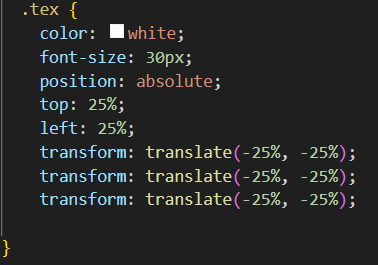 .tex {
color: white;
font-size: 30px;
position: absolute;
top: 25%;
left: 25%;
transform: translate(-25%, -25%);
transform: translate(-25%, -25%);
transform: translate(-25%, -25%);
}